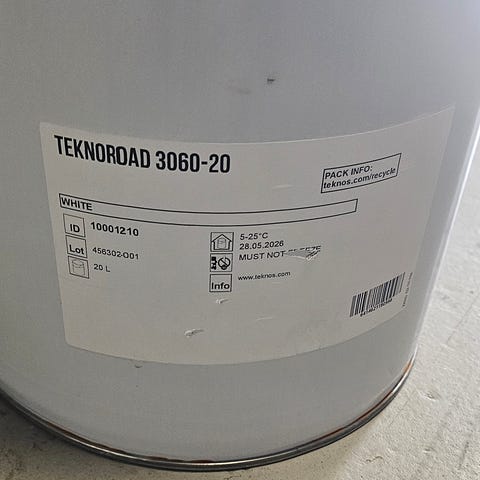 TEKNOROAD 3060-20
PACK INFO:
teknos.com/recycle
WHITE
ID 10001210
Lot 456302-001
20 L
5-25°C
28.05.2026
MUST NOT FREEZE
Info www.teknos.com